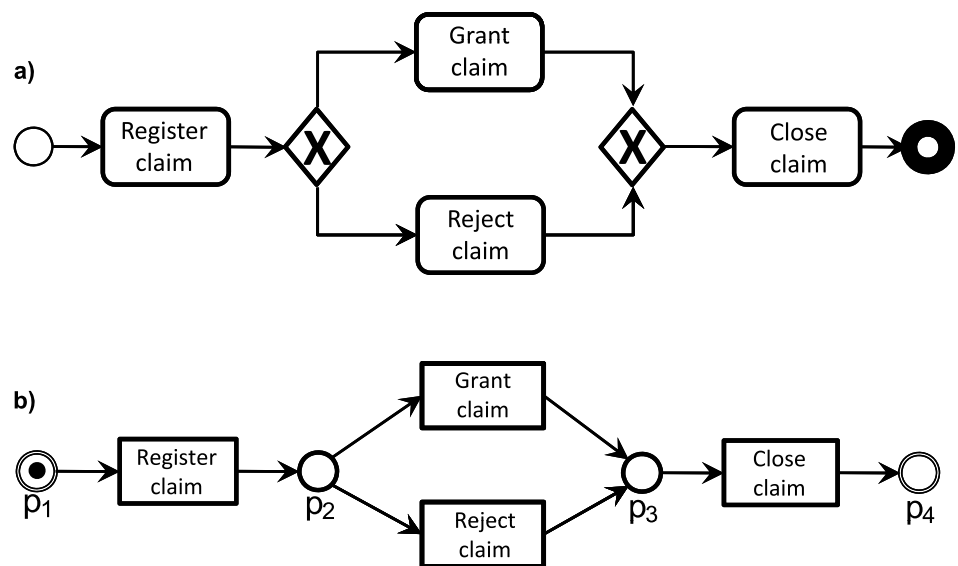 a)
Register
claim
X
Grant
claim
Reject
claim
X
Close
claim
b)
p1
Register
claim
p2
Grant
claim
Reject
claim
p3
Close
claim
p4